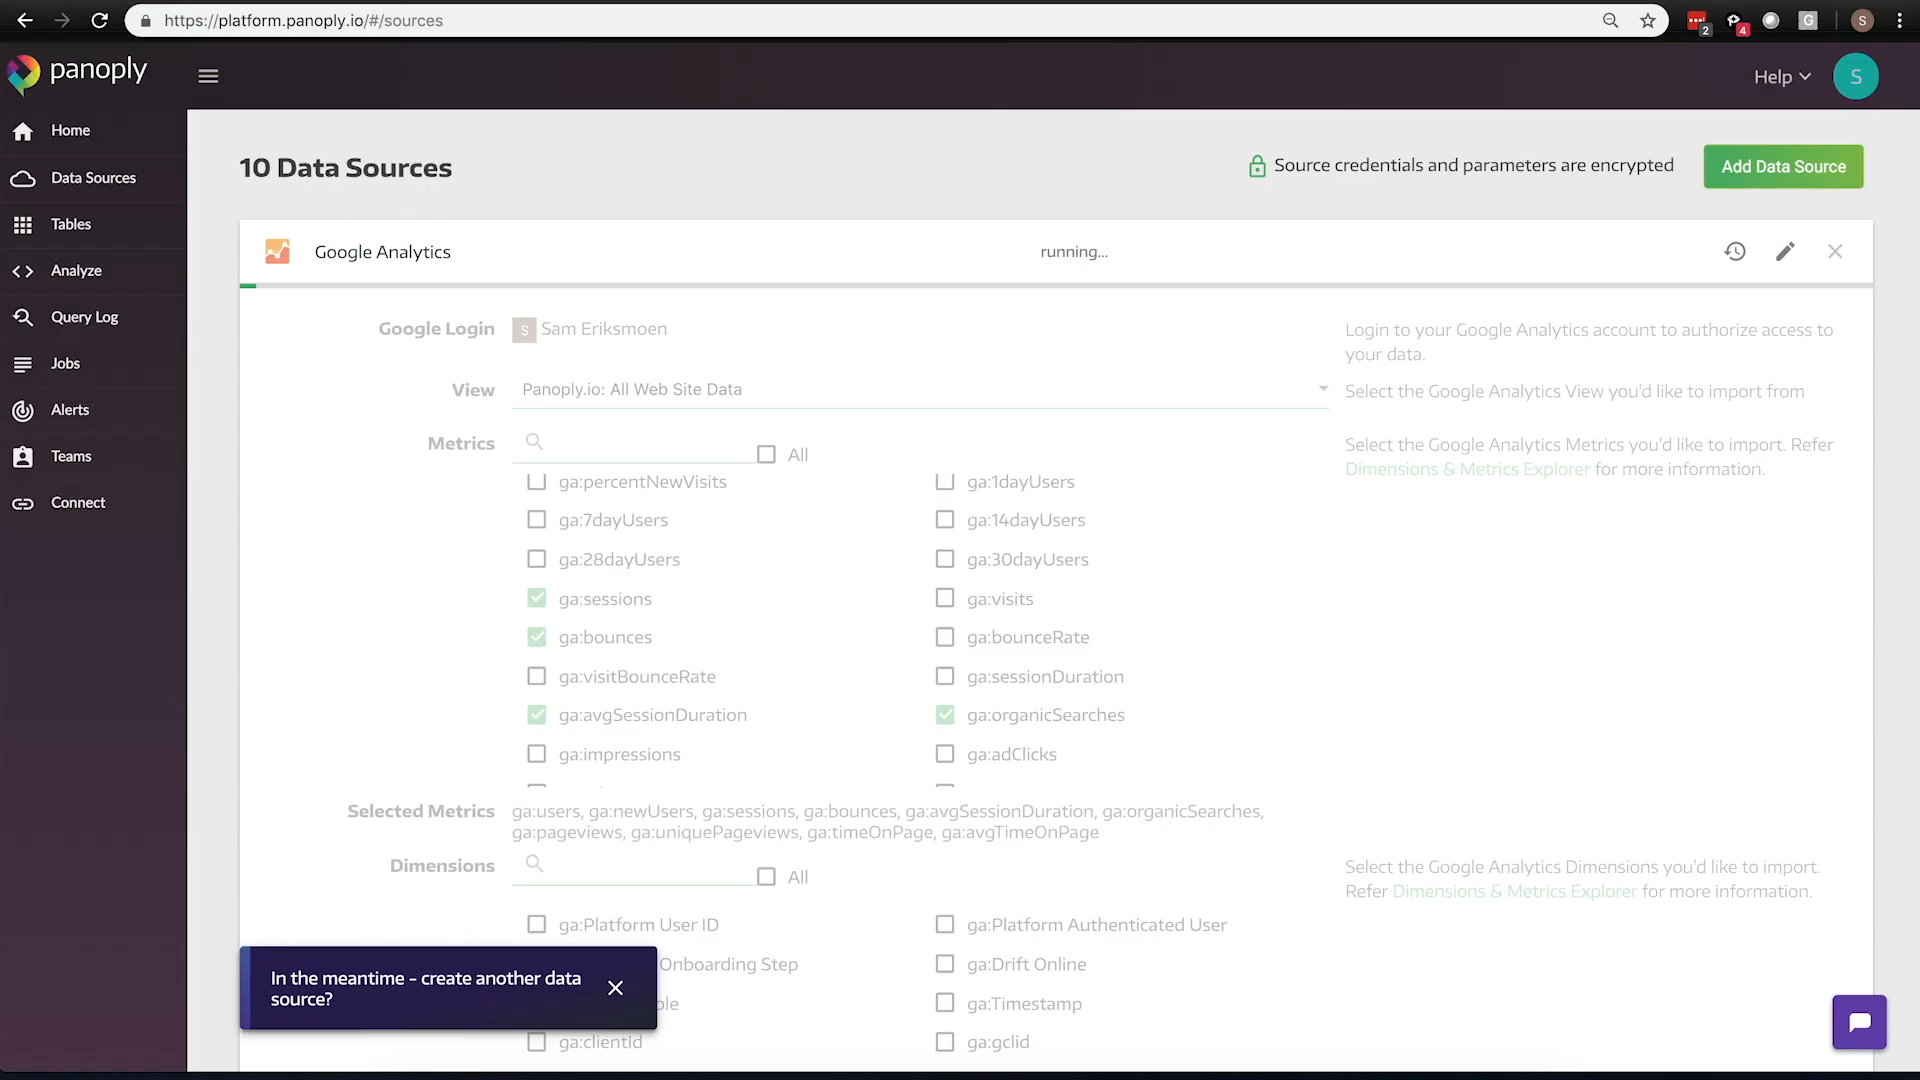 https://platform.panoply.io/#/sources
2
4
G
S
panoply
Help
S
Home
Data Sources
Tables
Analyze
Query Log
Jobs
Alerts
Teams
Connect
10 Data Sources
Source credentials and parameters are encrypted
Add Data Source
Google Analytics
running...
Google Login
S
Sam Eriksmoen
Login to your Google Analytics account to authorize access to
your data.
View
Panoply.io: All Web Site Data
Select the Google Analytics View you'd like to import from
Metrics
All
Select the Google Analytics Metrics you'd like to import. Refer
Dimensions & Metrics Explorer for more information.
ga:percentNewVisits
ga:1dayUsers
ga:7dayUsers
ga:14dayUsers
ga:28dayUsers
ga:30dayUsers
ga:sessions
ga:visits
ga:bounces
ga:bounceRate
ga:visitBounceRate
ga:sessionDuration
ga:avgSessionDuration
ga:organicSearches
ga:impressions
ga:adClicks
Selected Metrics
ga:users, ga:newUsers, ga:sessions, ga:bounces, ga:avgSessionDuration, ga:organicSearches,
ga:pageviews, ga:uniquePageviews, ga:timeOnPage, ga:avgTimeOnPage
Dimensions
All
Select the Google Analytics Dimensions you'd like to import.
Refer Dimensions & Metrics Explorer for more information.
ga:Platform User ID
ga:Platform Authenticated User
Onboarding Step
ga:Drift Online
ga:Timestamp
ga:clientId
ga:gclid
In the meantime - create another data
source?